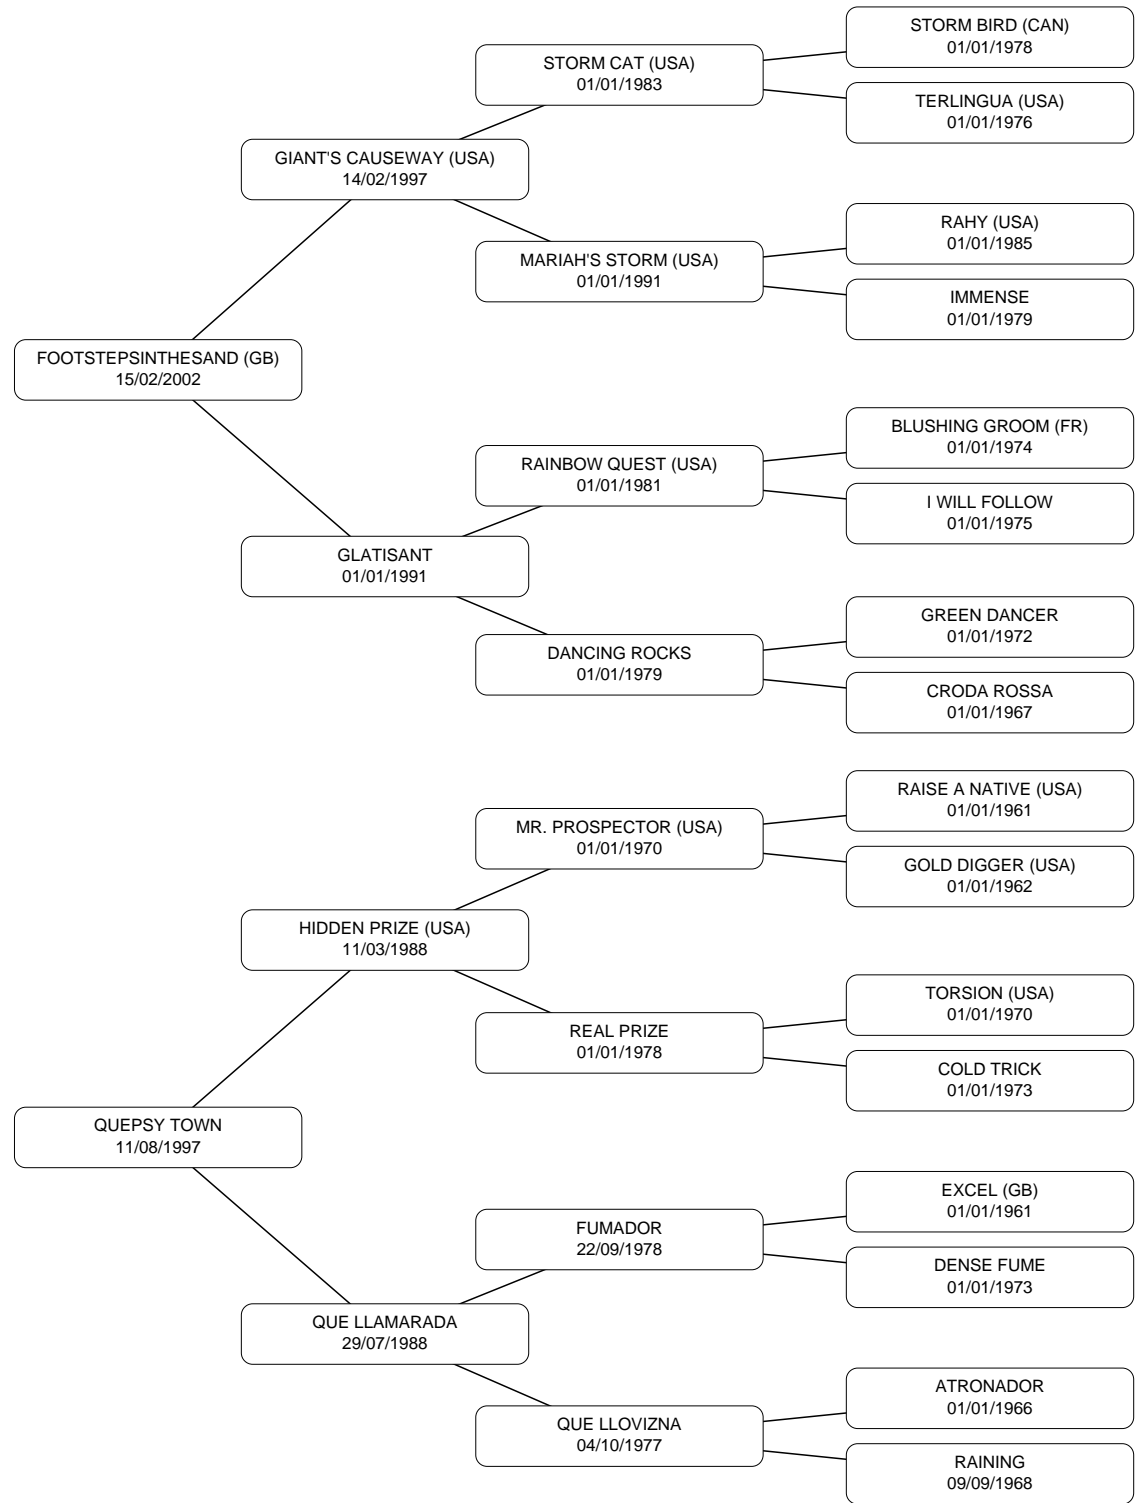 STORM BIRD (CAN)
01/01/1978
STORM CAT (USA)
01/01/1983
TERLINGUA (USA)
01/01/1976
GIANT'S CAUSEWAY (USA)
14/02/1997
RAHY (USA)
01/01/1985
MARIAH'S STORM (USA)
01/01/1991
IMMENSE
01/01/1979
FOOTSTEPSINTHESAND (GB)
15/02/2002
BLUSHING GROOM (FR)
01/01/1974
RAINBOW QUEST (USA)
01/01/1981
I WILL FOLLOW
01/01/1975
GLATISANT
01/01/1991
GREEN DANCER
01/01/1972
DANCING ROCKS
01/01/1979
CRODA ROSSA
01/01/1967
RAISE A NATIVE (USA)
01/01/1961
MR. PROSPECTOR (USA)
01/01/1970
GOLD DIGGER (USA)
01/01/1962
HIDDEN PRIZE (USA)
11/03/1988
TORSION (USA)
01/01/1970
REAL PRIZE
01/01/1978
COLD TRICK
01/01/1973
QUEPSY TOWN
11/08/1997
EXCEL (GB)
01/01/1961
FUMADOR
22/09/1978
DENSE FUME
01/01/1973
QUE LLAMARADA
29/07/1988
ATRONADOR
01/01/1966
QUE LLOVIZNA
04/10/1977
RAINING
09/09/1968